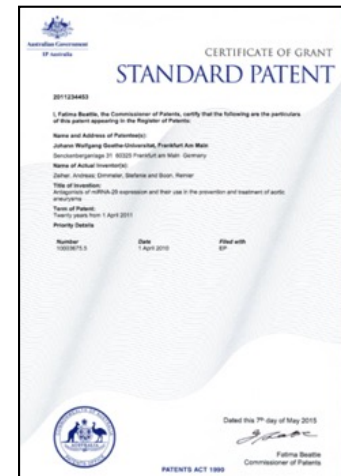 Australian Government
IP Australia
CERTIFICATE OF GRANT
STANDARD PATENT
2011234453
I, Fatima Beattie, the Commissioner of Patents, certify that the following are the particulars
of this patent appearing in the Register of Patents:
Name and Address of Patentee(s):
Johann Wolfgang Goethe-Universitat, Frankfurt Am Main
Senckenberganlage 31 60325 Frankfurt am Main Germany
Name of Actual Inventor(s):
Zeiher, Andreas; Dimmeler, Stefanie and Boon, Reinier
Title of Invention:
Antagonists of miRNA-29 expression and their use in the prevention and treatment of aortic
aneurysms
Term of Patent:
Twenty years from 1 April 2011
Priority Details
Number Date Filed with
10003675.5 1 April 2010 EP
Dated this 7th day of May 2015
Fatima Beattie
Commissioner of Patents
PATENTS ACT 1990
AUSTRALIA